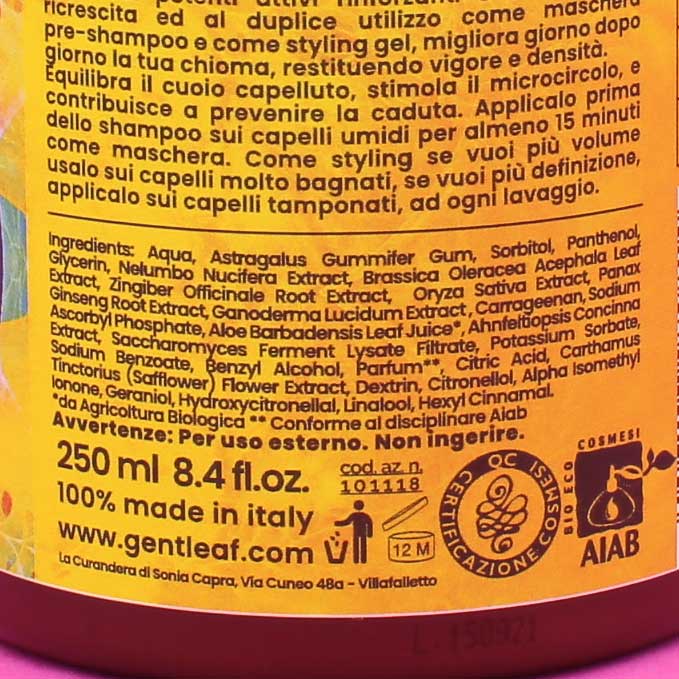 potenti attivi rinforzanti
ricrescita ed al duplice utilizzo come maschera
pre-shampoo e come styling gel, migliora giorno dopo
giorno la tua chioma, restituendo vigore e densità.
Equilibra il cuoio capelluto, stimola il microcircolo, e
contribuisce a prevenire la caduta. Applicalo prima
dello shampoo sui capelli umidi per almeno 15 minuti
come maschera. Come styling se vuoi più volume
usalo sui capelli molto bagnati, se vuoi più definizione,
applicalo sui capelli tamponati, ad ogni lavaggio.
Ingredients: Aqua, Astragalus Gummifer Gum, Sorbitol, Panthenol,
Glycerin, Nelumbo Nucifera Extract, Brassica Oleracea Acephala Leaf
Extract, Zingiber Officinale Root Extract, Oryza Sativa Extract, Panax
Ginseng Root Extract, Ganoderma Lucidum Extract, Carrageenan, Sodium
Ascorbyl Phosphate, Aloe Barbadensis Leaf Juice*, Ahnfeltiopsis Concinna
Extract, Saccharomyces Ferment Lysate Filtrate, Potassium Sorbate,
Sodium Benzoate, Benzyl Alcohol, Parfum**, Citric Acid, Carthamus
Tinctorius (Safflower) Flower Extract, Dextrin, Citronellol, Alpha Isomethyl
Ionone, Geraniol, Hydroxycitronellal, Linalool, Hexyl Cinnamal.
*da Agricoltura Biologica ** Conforme al disciplinare Aiab
Avvertenze: Per uso esterno. Non ingerire.
250 ml 8.4 fl.oz.
cod. az. n.
101118
100% made in italy
www.gentleaf.com
12 M
La Curandera di Sonia Capra, Via Cuneo 48a - Villafalletto
QC CERTIFICAZIONE COSMESI
COSMESI
BIO ECO
AIAB
L. 150921